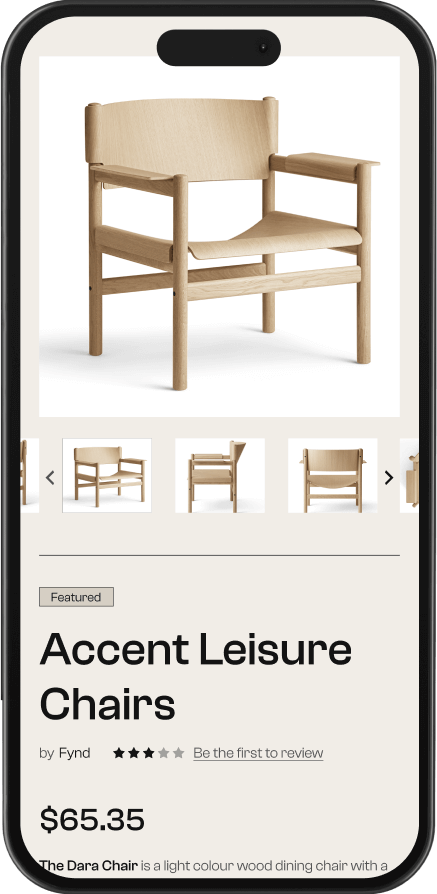 Featured
Accent Leisure
Chairs
by Fynd Be the first to review
$65.35
The Dara Chair is a light colour wood dining chair with a